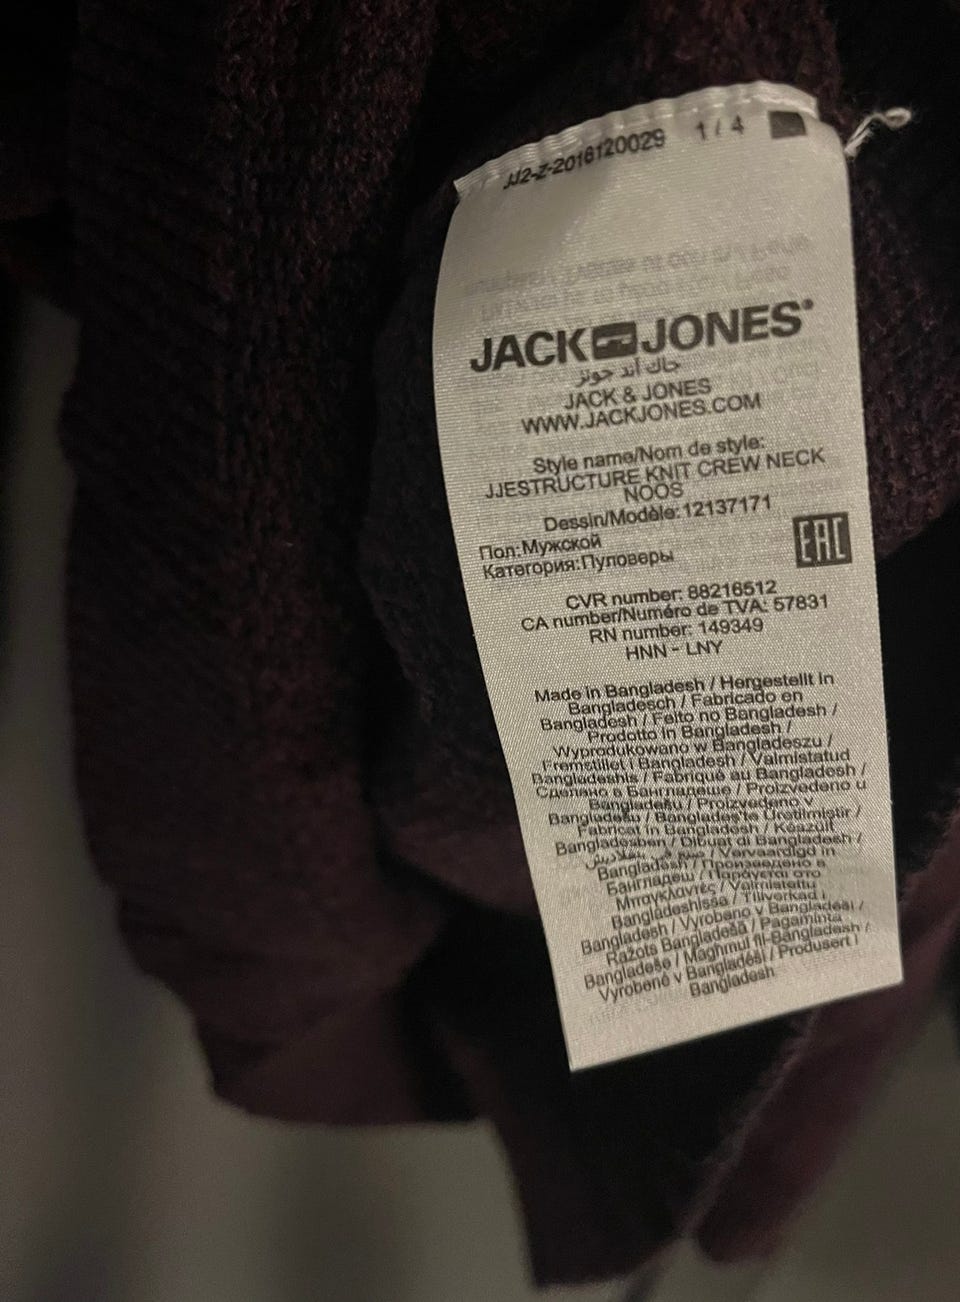 JJ2-Z-2016120029 1 / 4
JACK JONES®
جاك أند جونز
JACK & JONES
WWW.JACKJONES.COM
Style name/Nom de style:
JJESTRUCTURE KNIT CREW NECK
NOOS
Dessin/Modèle:12137171
EAC
Пол:Мужской
Категория:Пуловеры
CVR number: 88216512
CA number/Numéro de TVA: 57831
RN number: 149349
HNN - LNY
Made in Bangladesh / Hergestellt in
Bangladesch / Fabricado en
Bangladesh / Feito no Bangladesh /
Prodotto in Bangladesh /
Wyprodukowano w Bangladeszu /
Fremstillet i Bangladesh / Valmistatud
Bangladeshis / Fabriqué au Bangladesh /
Сделано в Бангладеше / Proizvedeno u
Bangladešu / Proizvedeno v
Bangladešu / Bangladeş'te Üretilmiştir /
Fabricat în Bangladesh / Készült
Bangladesben / Dibuat di Bangladesh /
/ Vervaardigd in
Bangladesh / Произведено в
Бангладеш / Παράγεται στο
Μπαγκλαντές / Valmistettu
Bangladeshissa / Tillverkad i
Bangladesh / Vyrobeno v Bangladéši /
Ražots Bangladešā / Pagaminta
Bangladeše / Magħmul fil-Bangladesh /
Vyrobené v Bangladéši / Produsert i
Bangladesh